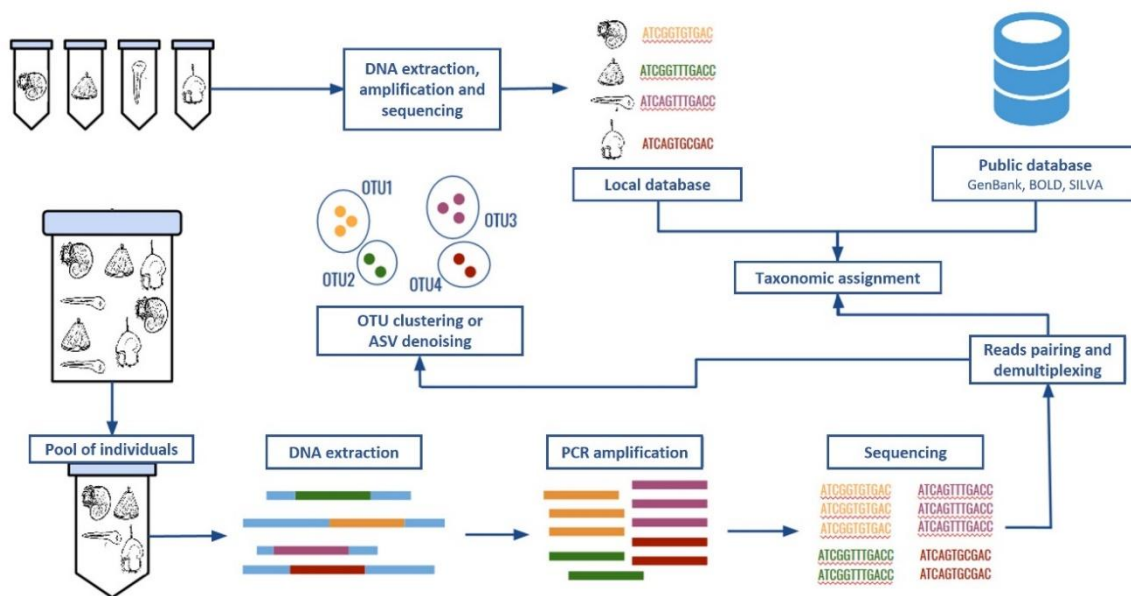 DNA extraction,
amplification and
sequencing
ATCGGTGTGAC
ATCGGTTTGACC
ATCAGTTTGACC
ATCAGTGCGAC
Local database
Public database
GenBank, BOLD, SILVA
OTU1
OTU3
OTU2
OTU4
Taxonomic assignment
OTU clustering or
ASV denoising
Reads pairing and
demultiplexing
Pool of individuals
DNA extraction
PCR amplification
Sequencing
ATCGGTGTGAC
ATCGGTGTGAC
ATCGGTGTGAC
ATCGGTTTGACC
ATCGGTTTGACC
ATCAGTTTGACC
ATCAGTTTGACC
ATCAGTTTGACC
ATCAGTGCGAC
ATCAGTGCGAC